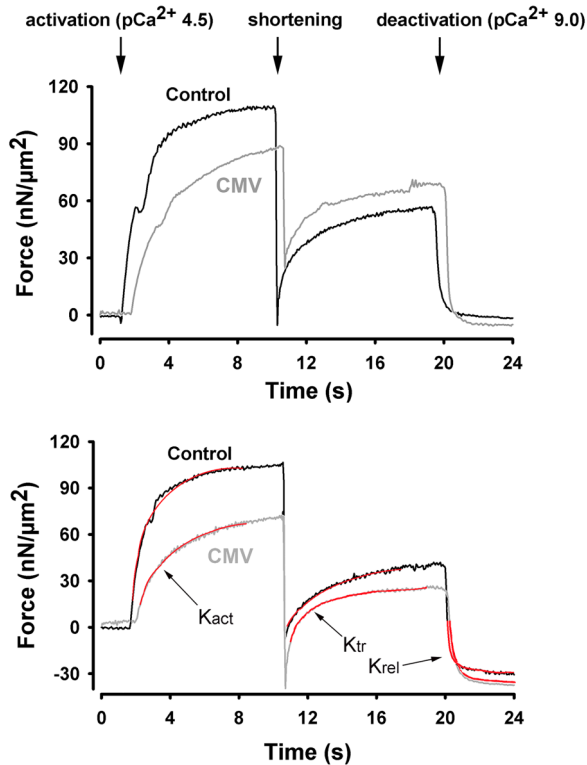 activation (pCa2+ 4.5) shortening deactivation (pCa2+ 9.0)
120
90
60
30
0
Force (nN/µm2)
Control
CMV
0 4 8 12 16 20 24
Time (s)
120
90
60
30
0
-30
Force (nN/µm2)
Control
CMV
Kact
Ktr
Krel
0 4 8 12 16 20 24
Time (s)